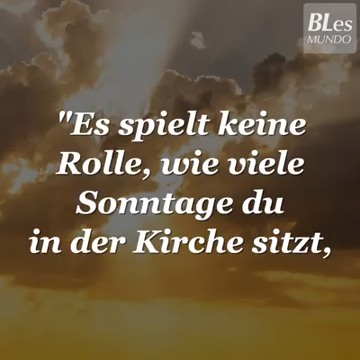 BLes
MUNDO
"Es spielt keine
Rolle, wie viele
Sonntage du
in der Kirche sitzt,